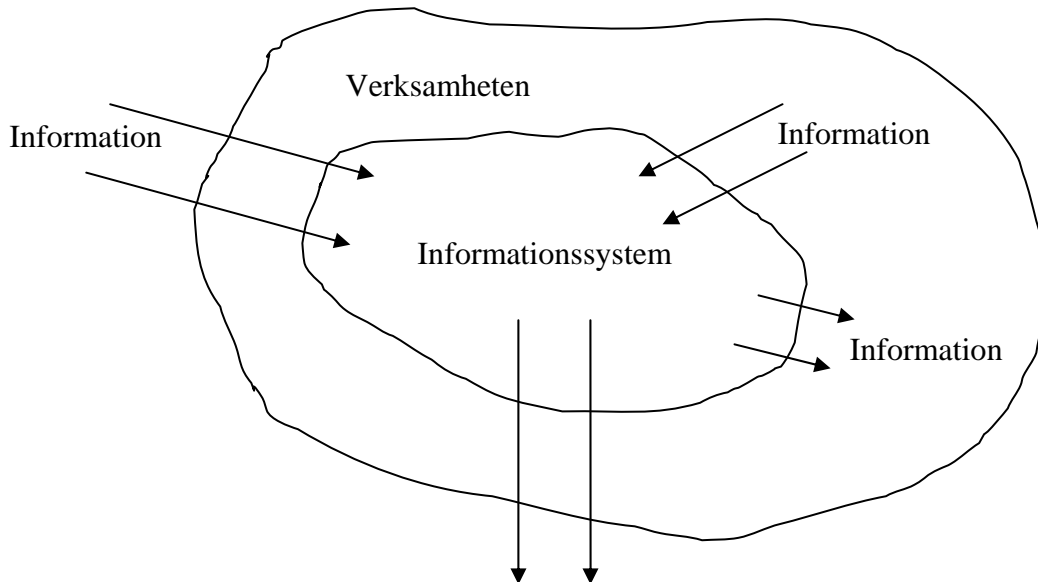 Verksamheten
Information
Information
Informationssystem
Information